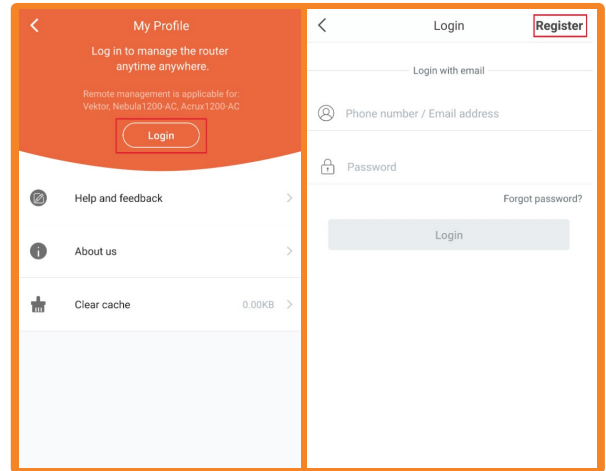 My Profile
Log in to manage the router
anytime anywhere.
Remote management is applicable for:
Vektor, Nebula1200-AC, Acrux1200-AC
Login
Help and feedback
About us
Clear cache
0.00KB
Login
Register
Login with email
Phone number / Email address
Password
Forgot password?
Login